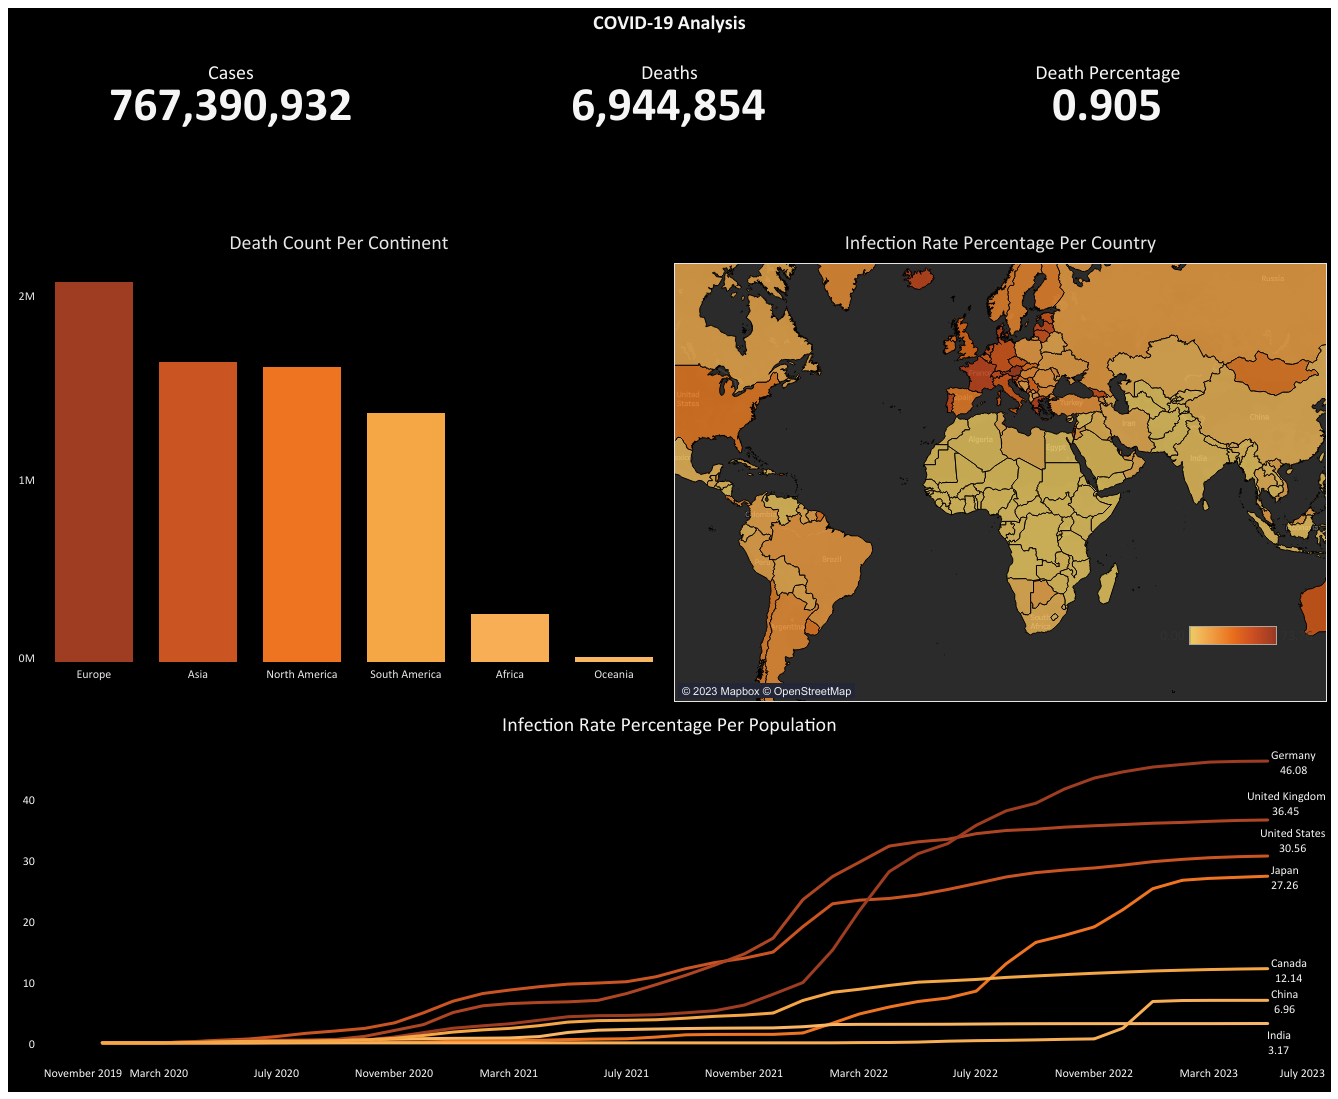 COVID-19 Analysis
Cases
767,390,932
Deaths
6,944,854
Death Percentage
0.905
Death Count Per Continent
2M
1M
0M
Europe
Asia
North America
South America
Africa
Oceania
Infection Rate Percentage Per Country
Russia
United
States
China
Iran
India
Algeria
Egypt
Turkey
Brazil
Peru
Argentina
South
Africa
© 2023 Mapbox © OpenStreetMap
Infection Rate Percentage Per Population
40
30
20
10
0
Germany
46.08
United Kingdom
36.45
United States
30.56
Japan
27.26
Canada
12.14
China
6.96
India
3.17
November 2019
March 2020
July 2020
November 2020
March 2021
July 2021
November 2021
March 2022
July 2022
November 2022
March 2023
July 2023